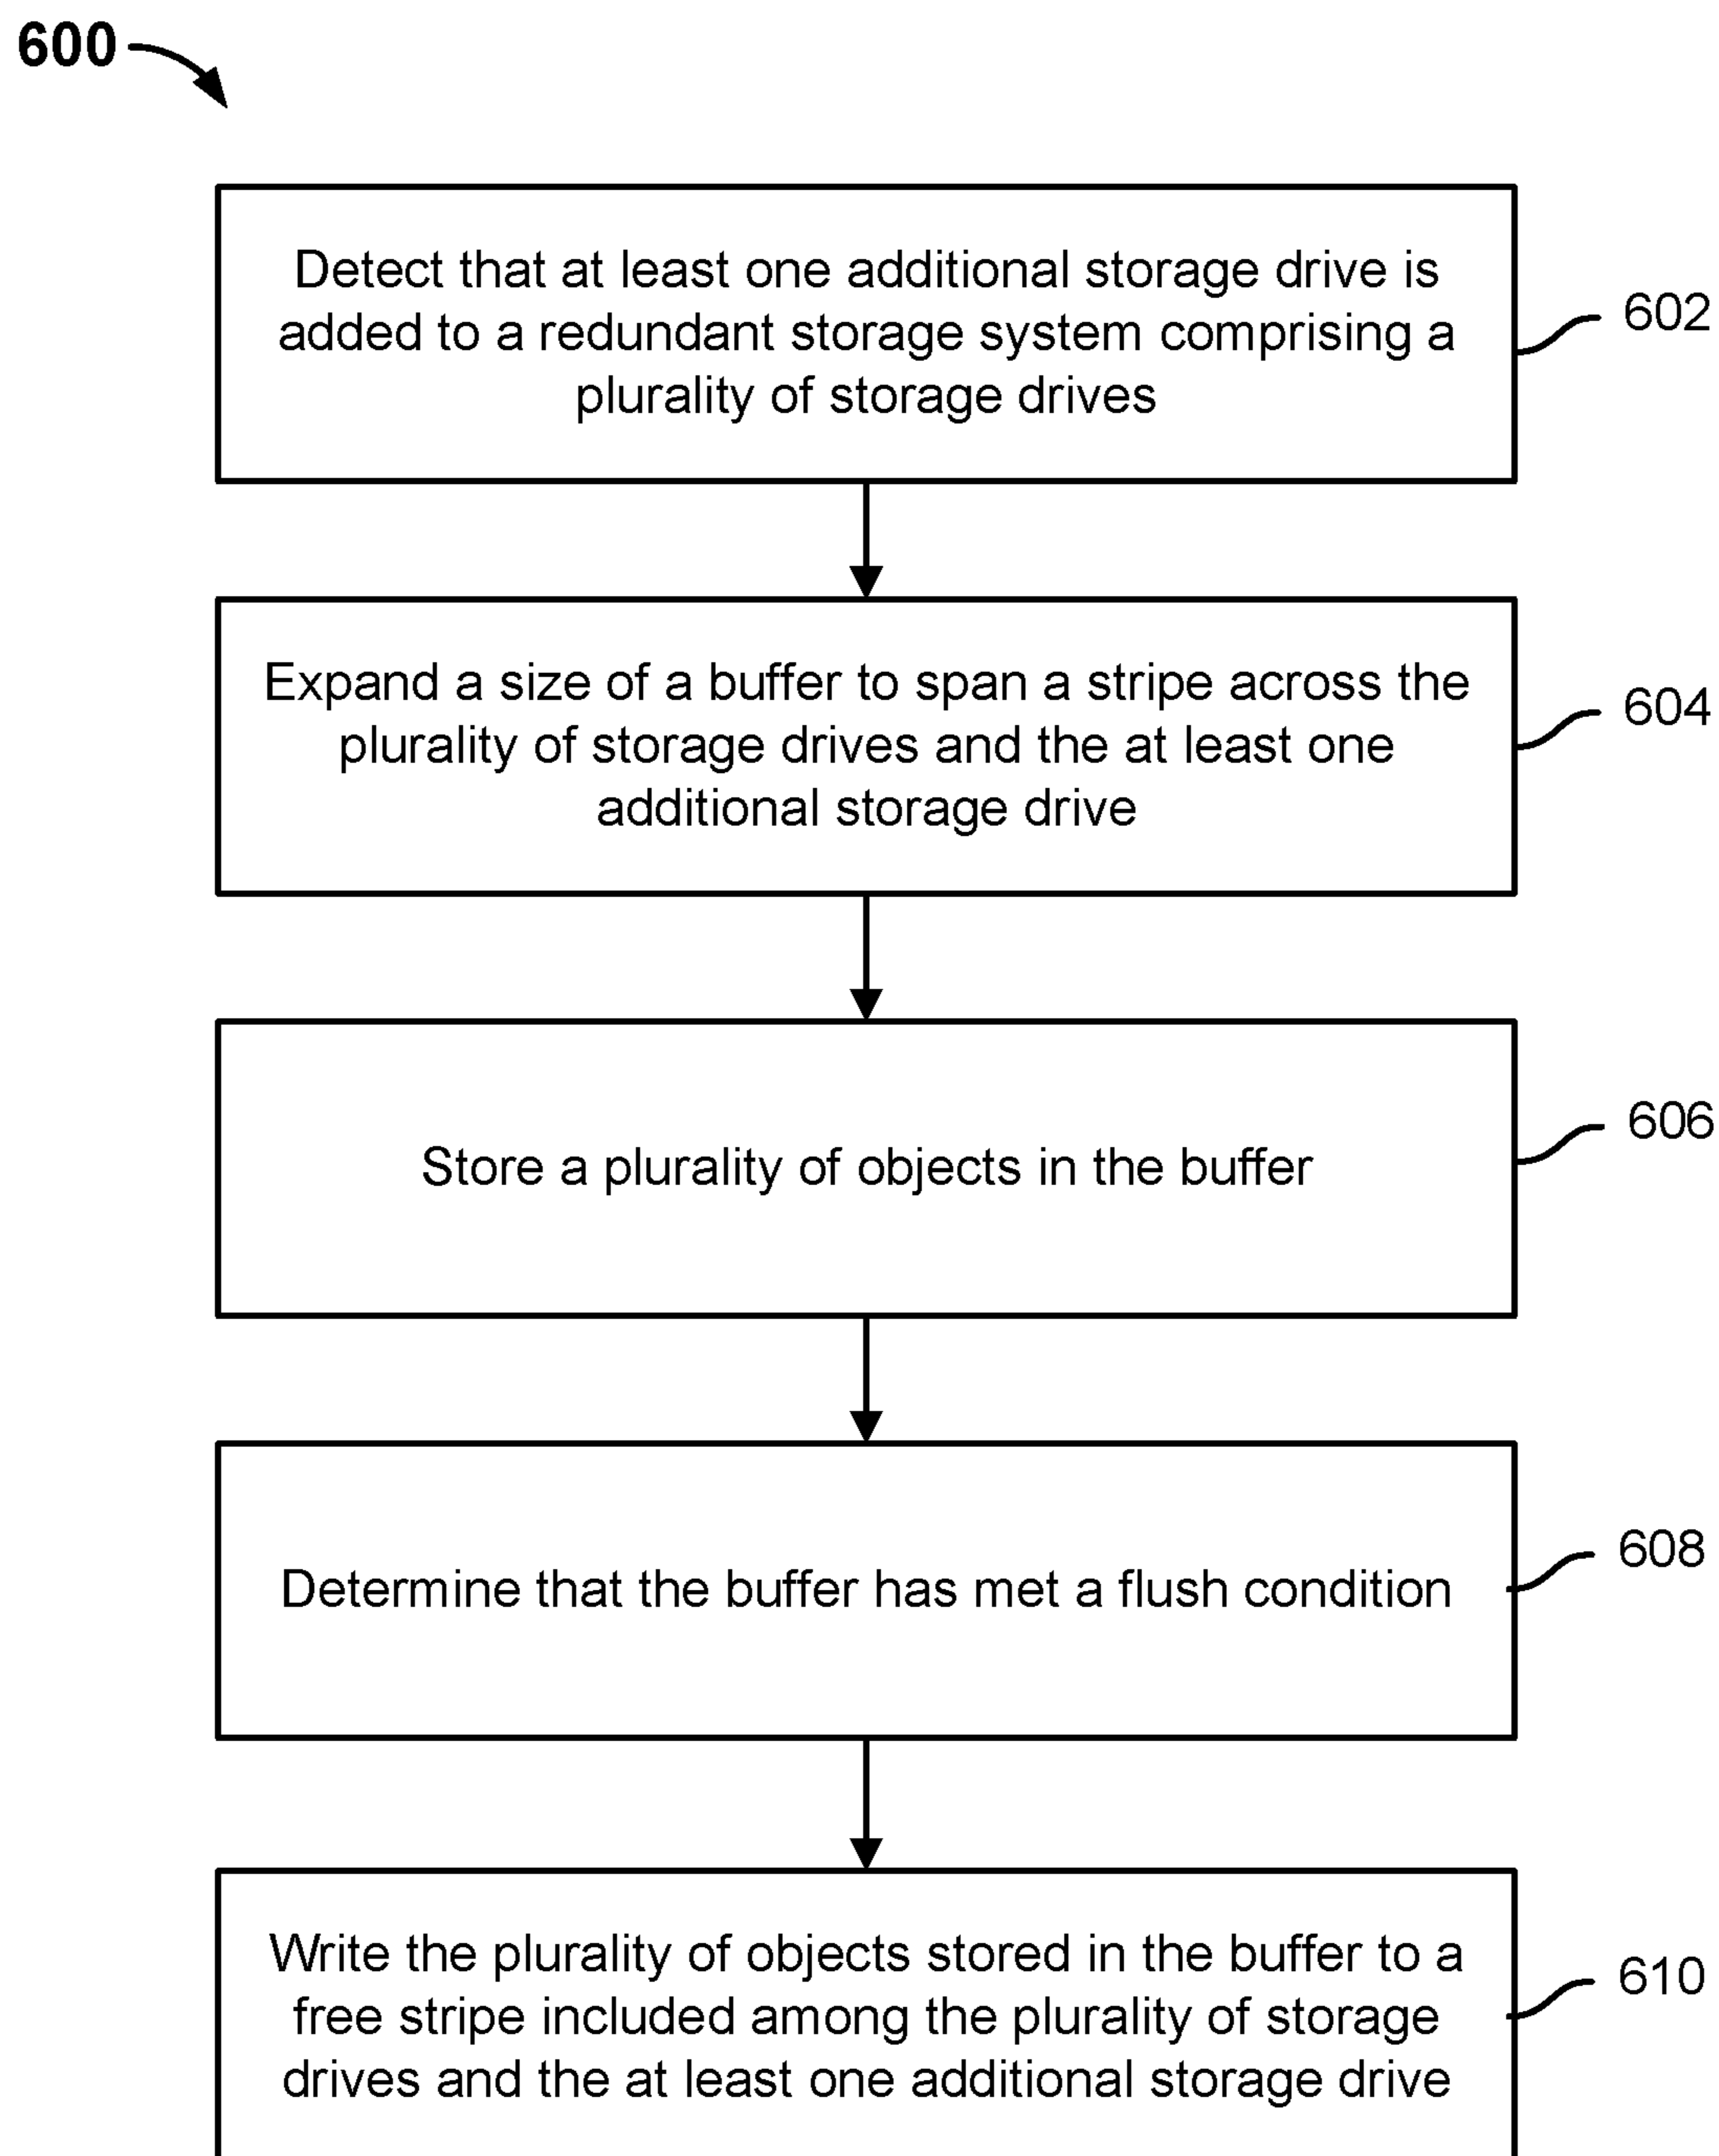 600
Detect that at least one additional storage drive is
added to a redundant storage system comprising a
plurality of storage drives
602
Expand a size of a buffer to span a stripe across the
plurality of storage drives and the at least one
additional storage drive
604
Store a plurality of objects in the buffer
606
Determine that the buffer has met a flush condition
608
Write the plurality of objects stored in the buffer to a
free stripe included among the plurality of storage
drives and the at least one additional storage drive
610